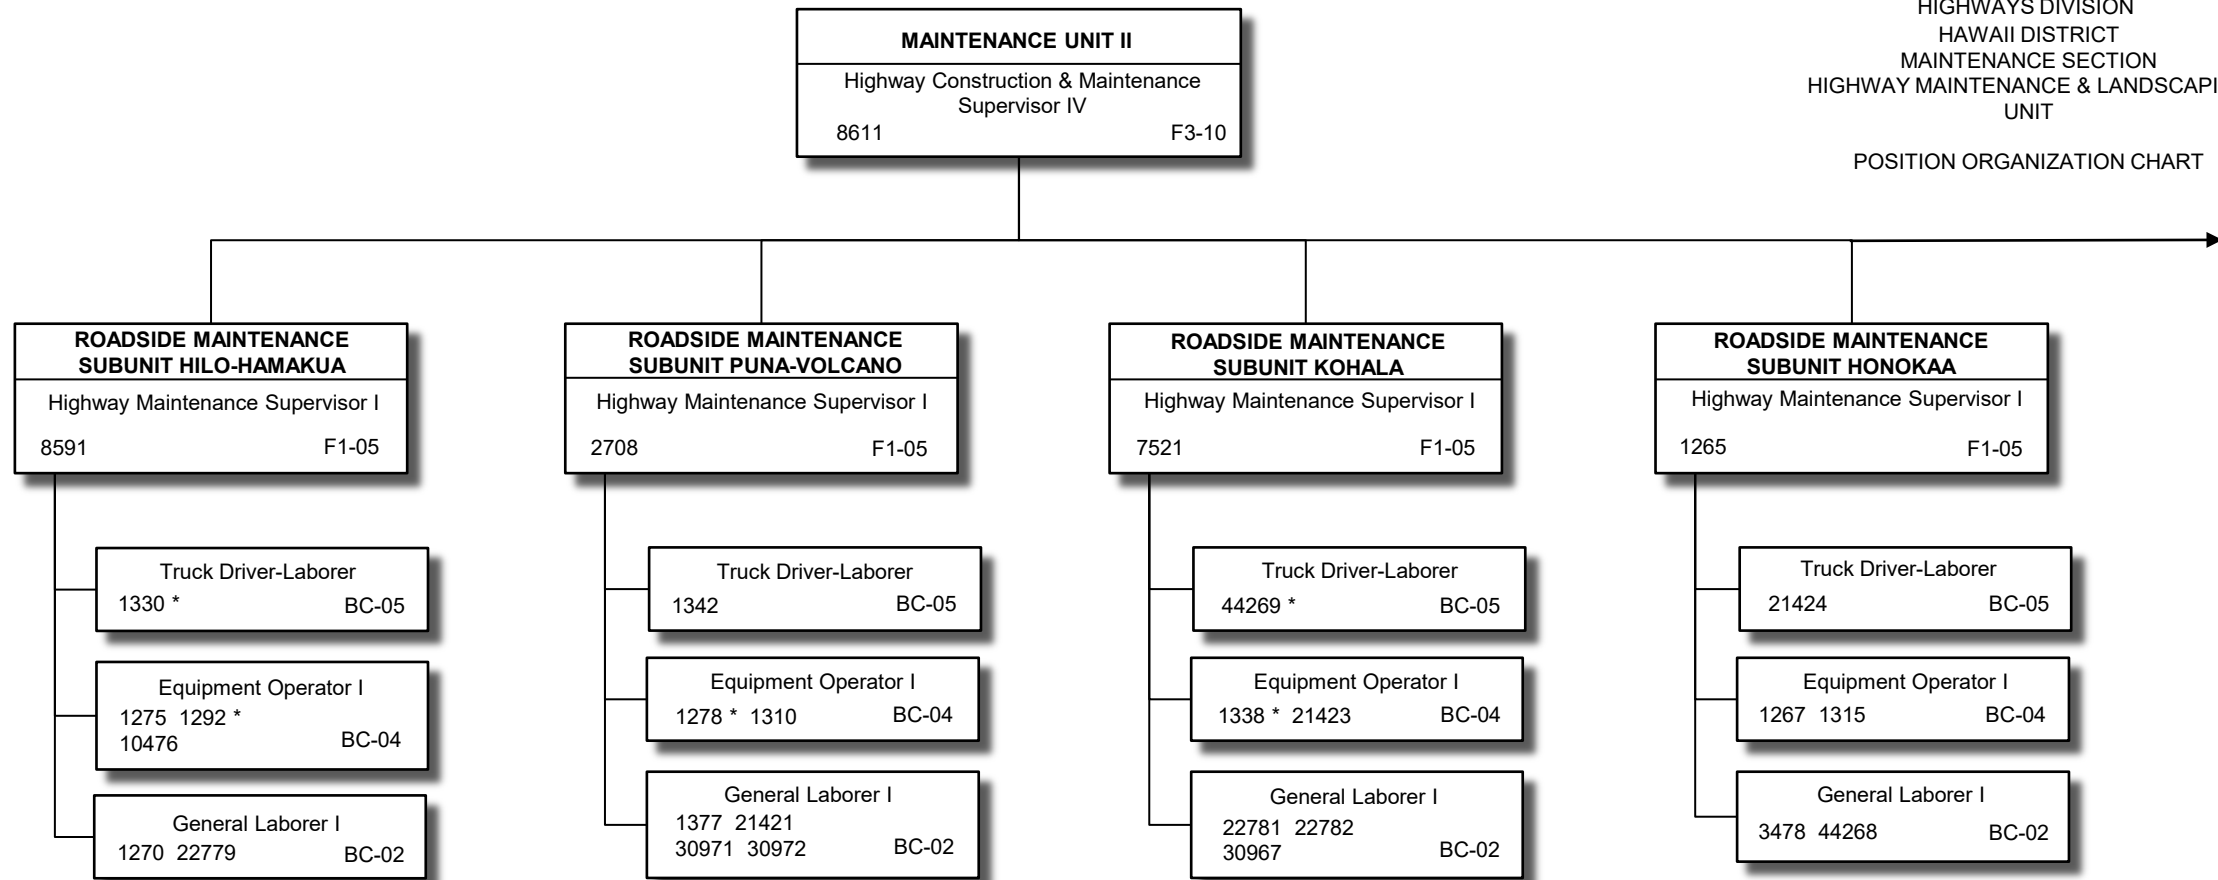 HIGHWAYS DIVISION
HAWAII DISTRICT
MAINTENANCE SECTION
HIGHWAY MAINTENANCE & LANDSCAPI
UNIT
POSITION ORGANIZATION CHART
MAINTENANCE UNIT II
Highway Construction & Maintenance
Supervisor IV
8611 F3-10
ROADSIDE MAINTENANCE
SUBUNIT HILO-HAMAKUA
Highway Maintenance Supervisor I
8591 F1-05
Truck Driver-Laborer
1330 * BC-05
Equipment Operator I
1275 1292 *
10476 BC-04
General Laborer I
1270 22779 BC-02
ROADSIDE MAINTENANCE
SUBUNIT PUNA-VOLCANO
Highway Maintenance Supervisor I
2708 F1-05
Truck Driver-Laborer
1342 BC-05
Equipment Operator I
1278 * 1310 BC-04
General Laborer I
1377 21421
30971 30972 BC-02
ROADSIDE MAINTENANCE
SUBUNIT KOHALA
Highway Maintenance Supervisor I
7521 F1-05
Truck Driver-Laborer
44269 * BC-05
Equipment Operator I
1338 * 21423 BC-04
General Laborer I
22781 22782
30967 BC-02
ROADSIDE MAINTENANCE
SUBUNIT HONOKAA
Highway Maintenance Supervisor I
1265 F1-05
Truck Driver-Laborer
21424 BC-05
Equipment Operator I
1267 1315 BC-04
General Laborer I
3478 44268 BC-02